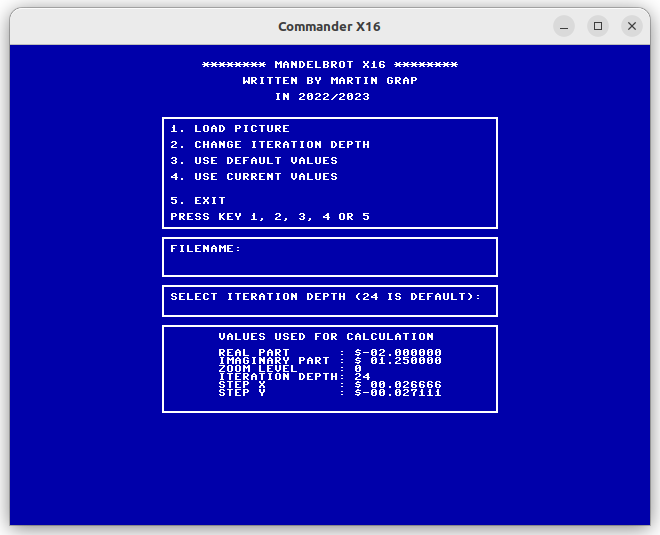 Commander X16
******** MANDELBROT X16 ********
WRITTEN BY MARTIN GRAP
IN 2022/2023
1. LOAD PICTURE
2. CHANGE ITERATION DEPTH
3. USE DEFAULT VALUES
4. USE CURRENT VALUES
5. EXIT
PRESS KEY 1, 2, 3, 4 OR 5
FILENAME:
SELECT ITERATION DEPTH (24 IS DEFAULT):
VALUES USED FOR CALCULATION
REAL PART : $-02.000000
IMAGINARY PART : $ 01.250000
ZOOM LEVEL : 0
ITERATION DEPTH: 24
STEP X : $ 00.026666
STEP Y : $-00.027111